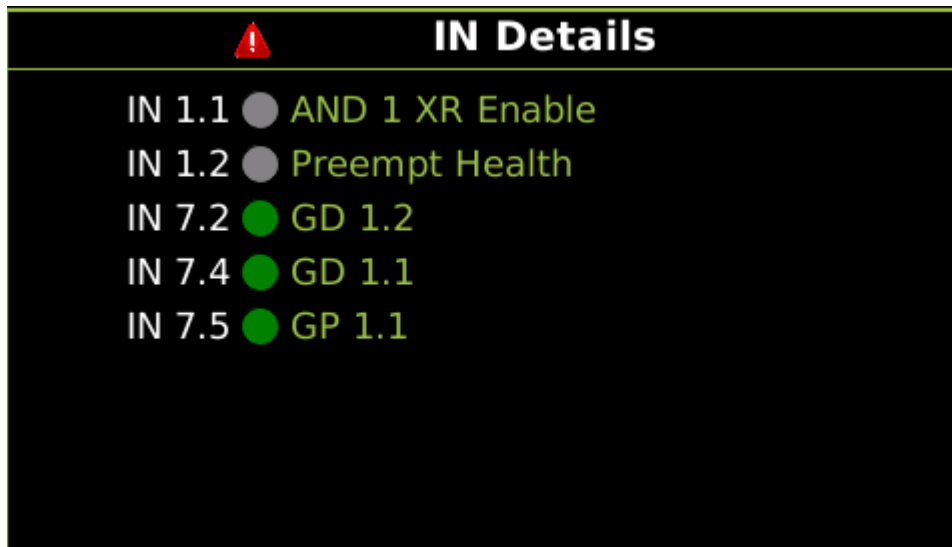 IN Details
IN 1.1 AND 1 XR Enable
IN 1.2 Preempt Health
IN 7.2 GD 1.2
IN 7.4 GD 1.1
IN 7.5 GP 1.1